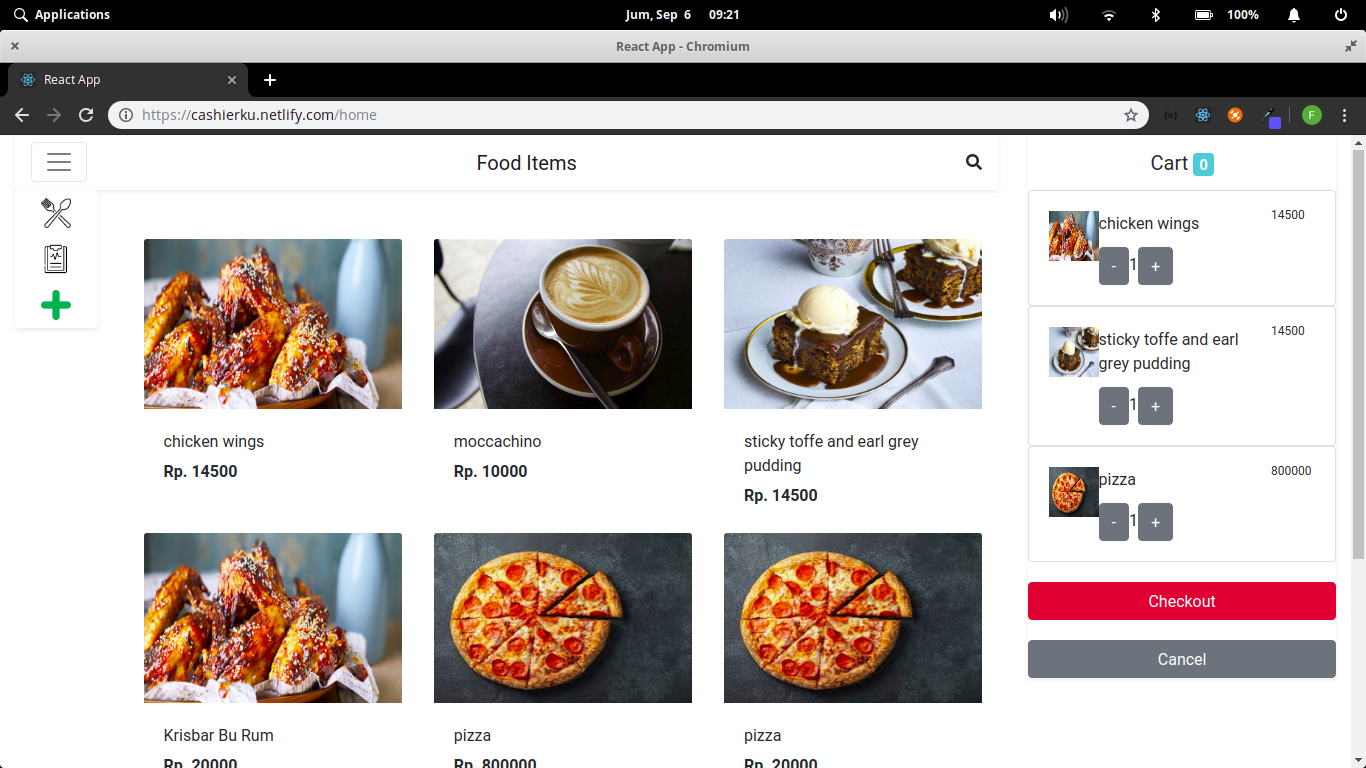 Applications
Jum, Sep 6 09:21
100%
React App - Chromium
React App
https://cashierku.netlify.com/home
F
Food Items
Cart 0
chicken wings
Rp. 14500
moccachino
Rp. 10000
sticky toffe and earl grey
pudding
Rp. 14500
Krisbar Bu Rum
Rp. 20000
pizza
Rp. 800000
pizza
Rp. 20000
chicken wings
14500
- 1 +
sticky toffe and earl
grey pudding
14500
- 1 +
pizza
800000
- 1 +
Checkout
Cancel